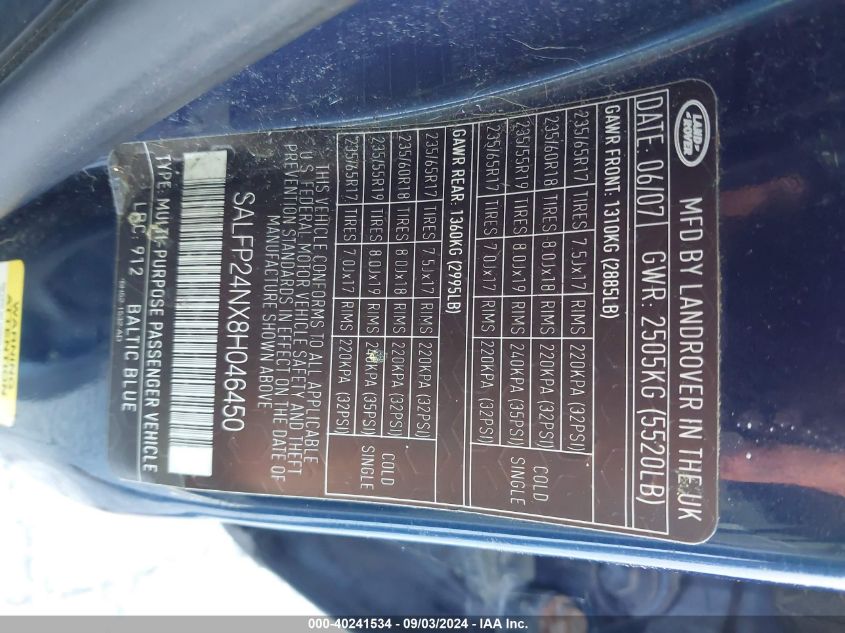 LAND ROVER
MFD BY LANDROVER IN THE UK
DATE: 06/07 GWR: 2505KG (5520LB)
GAWR FRONT: 1310KG (2885LB)
235/65R17 TIRES 7.5Jx17 RIMS 220KPA (32PSI)
235/60R18 TIRES 8.0Jx18 RIMS 220KPA (32PSI) COLD
235/55R19 TIRES 8.0Jx19 RIMS 240KPA (35PSI) SINGLE
235/65R17 TIRES 7.0Jx17 RIMS 220KPA (32PSI)
GAWR REAR: 1360KG (2995LB)
235/65R17 TIRES 7.5Jx17 RIMS 220KPA (32PSI)
235/60R18 TIRES 8.0Jx18 RIMS 220KPA (32PSI) COLD
235/55R19 TIRES 8.0Jx19 RIMS 240KPA (35PSI) SINGLE
235/65R17 TIRES 7.0Jx17 RIMS 220KPA (32PSI)
THIS VEHICLE CONFORMS TO ALL APPLICABLE
U.S FEDERAL MOTOR VEHICLE SAFETY AND THEFT
PREVENTION STANDARDS IN EFFECT ON THE DATE OF
MANUFACTURE SHOWN ABOVE
SALFP24NX8H046450
TYPE: MULTI-PURPOSE PASSENGER VEHICLE
LRC: 912 BALTIC BLUE
WARNING
000-40241534 - 09/03/2024 - IAA Inc.